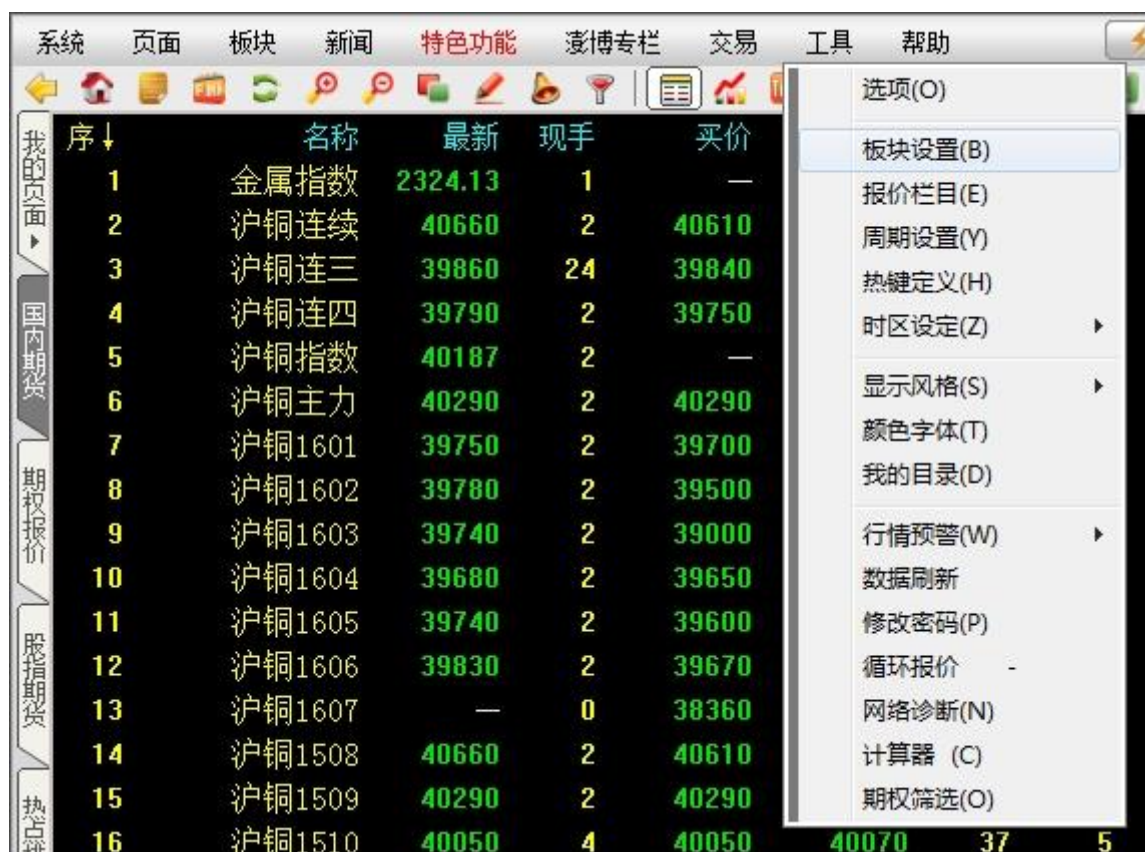 系统 页面 板块 新闻 特色功能 澎博专栏 交易 工具 帮助
我的页面
国内期货
期权报价
股指期货
热点
序↓ 名称 最新 现手 买价
1 金属指数 2324.13 1 —
2 沪铜连续 40660 2 40610
3 沪铜连三 39860 24 39840
4 沪铜连四 39790 2 39750
5 沪铜指数 40187 2 —
6 沪铜主力 40290 2 40290
7 沪铜1601 39750 2 39700
8 沪铜1602 39780 2 39500
9 沪铜1603 39740 2 39000
10 沪铜1604 39680 2 39650
11 沪铜1605 39740 2 39600
12 沪铜1606 39830 2 39670
13 沪铜1607 — 0 38360
14 沪铜1508 40660 2 40610
15 沪铜1509 40290 2 40290
16 沪铜1510 40050 4 40050 40070 37 5
选项(O)
板块设置(B)
报价栏目(E)
周期设置(Y)
热键定义(H)
时区设定(Z)
显示风格(S)
颜色字体(T)
我的目录(D)
行情预警(W)
数据刷新
修改密码(P)
循环报价 -
网络诊断(N)
计算器 (C)
期权筛选(O)